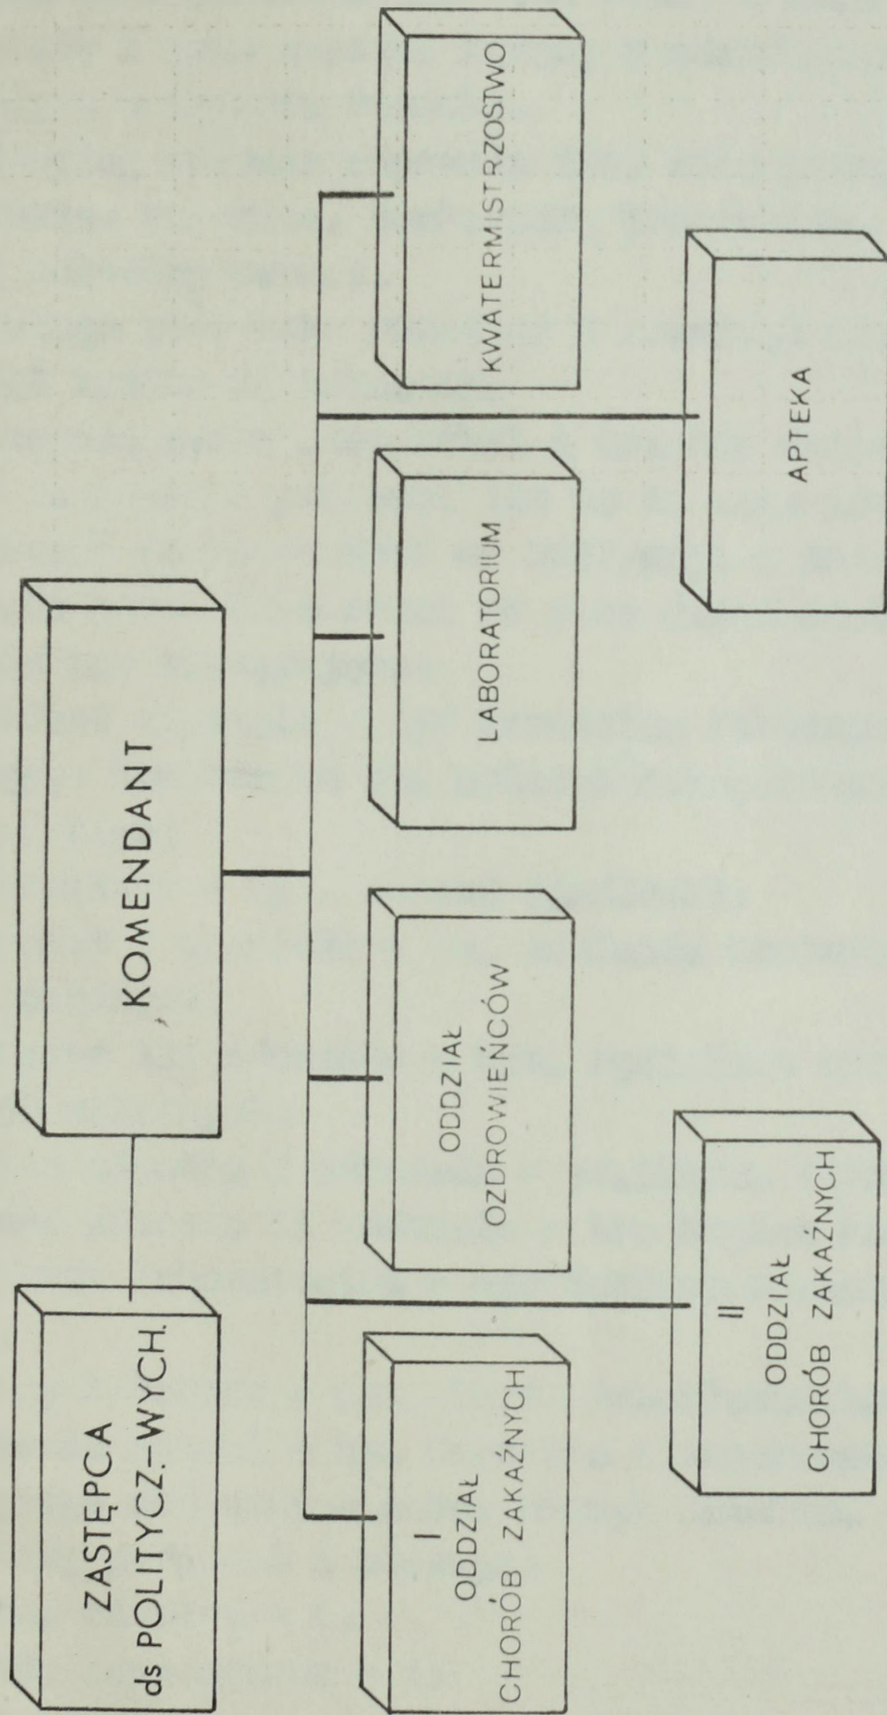 ZASTĘPCA
ds POLITYCZ.–WYCH.
KOMENDANT
I
ODDZIAŁ
CHORÓB ZAKAŹNYCH
II
ODDZIAŁ
CHORÓB ZAKAŹNYCH
ODDZIAŁ
OZDROWIEŃCÓW
LABORATORIUM
APTEKA
KWATERMISTRZOSTWO